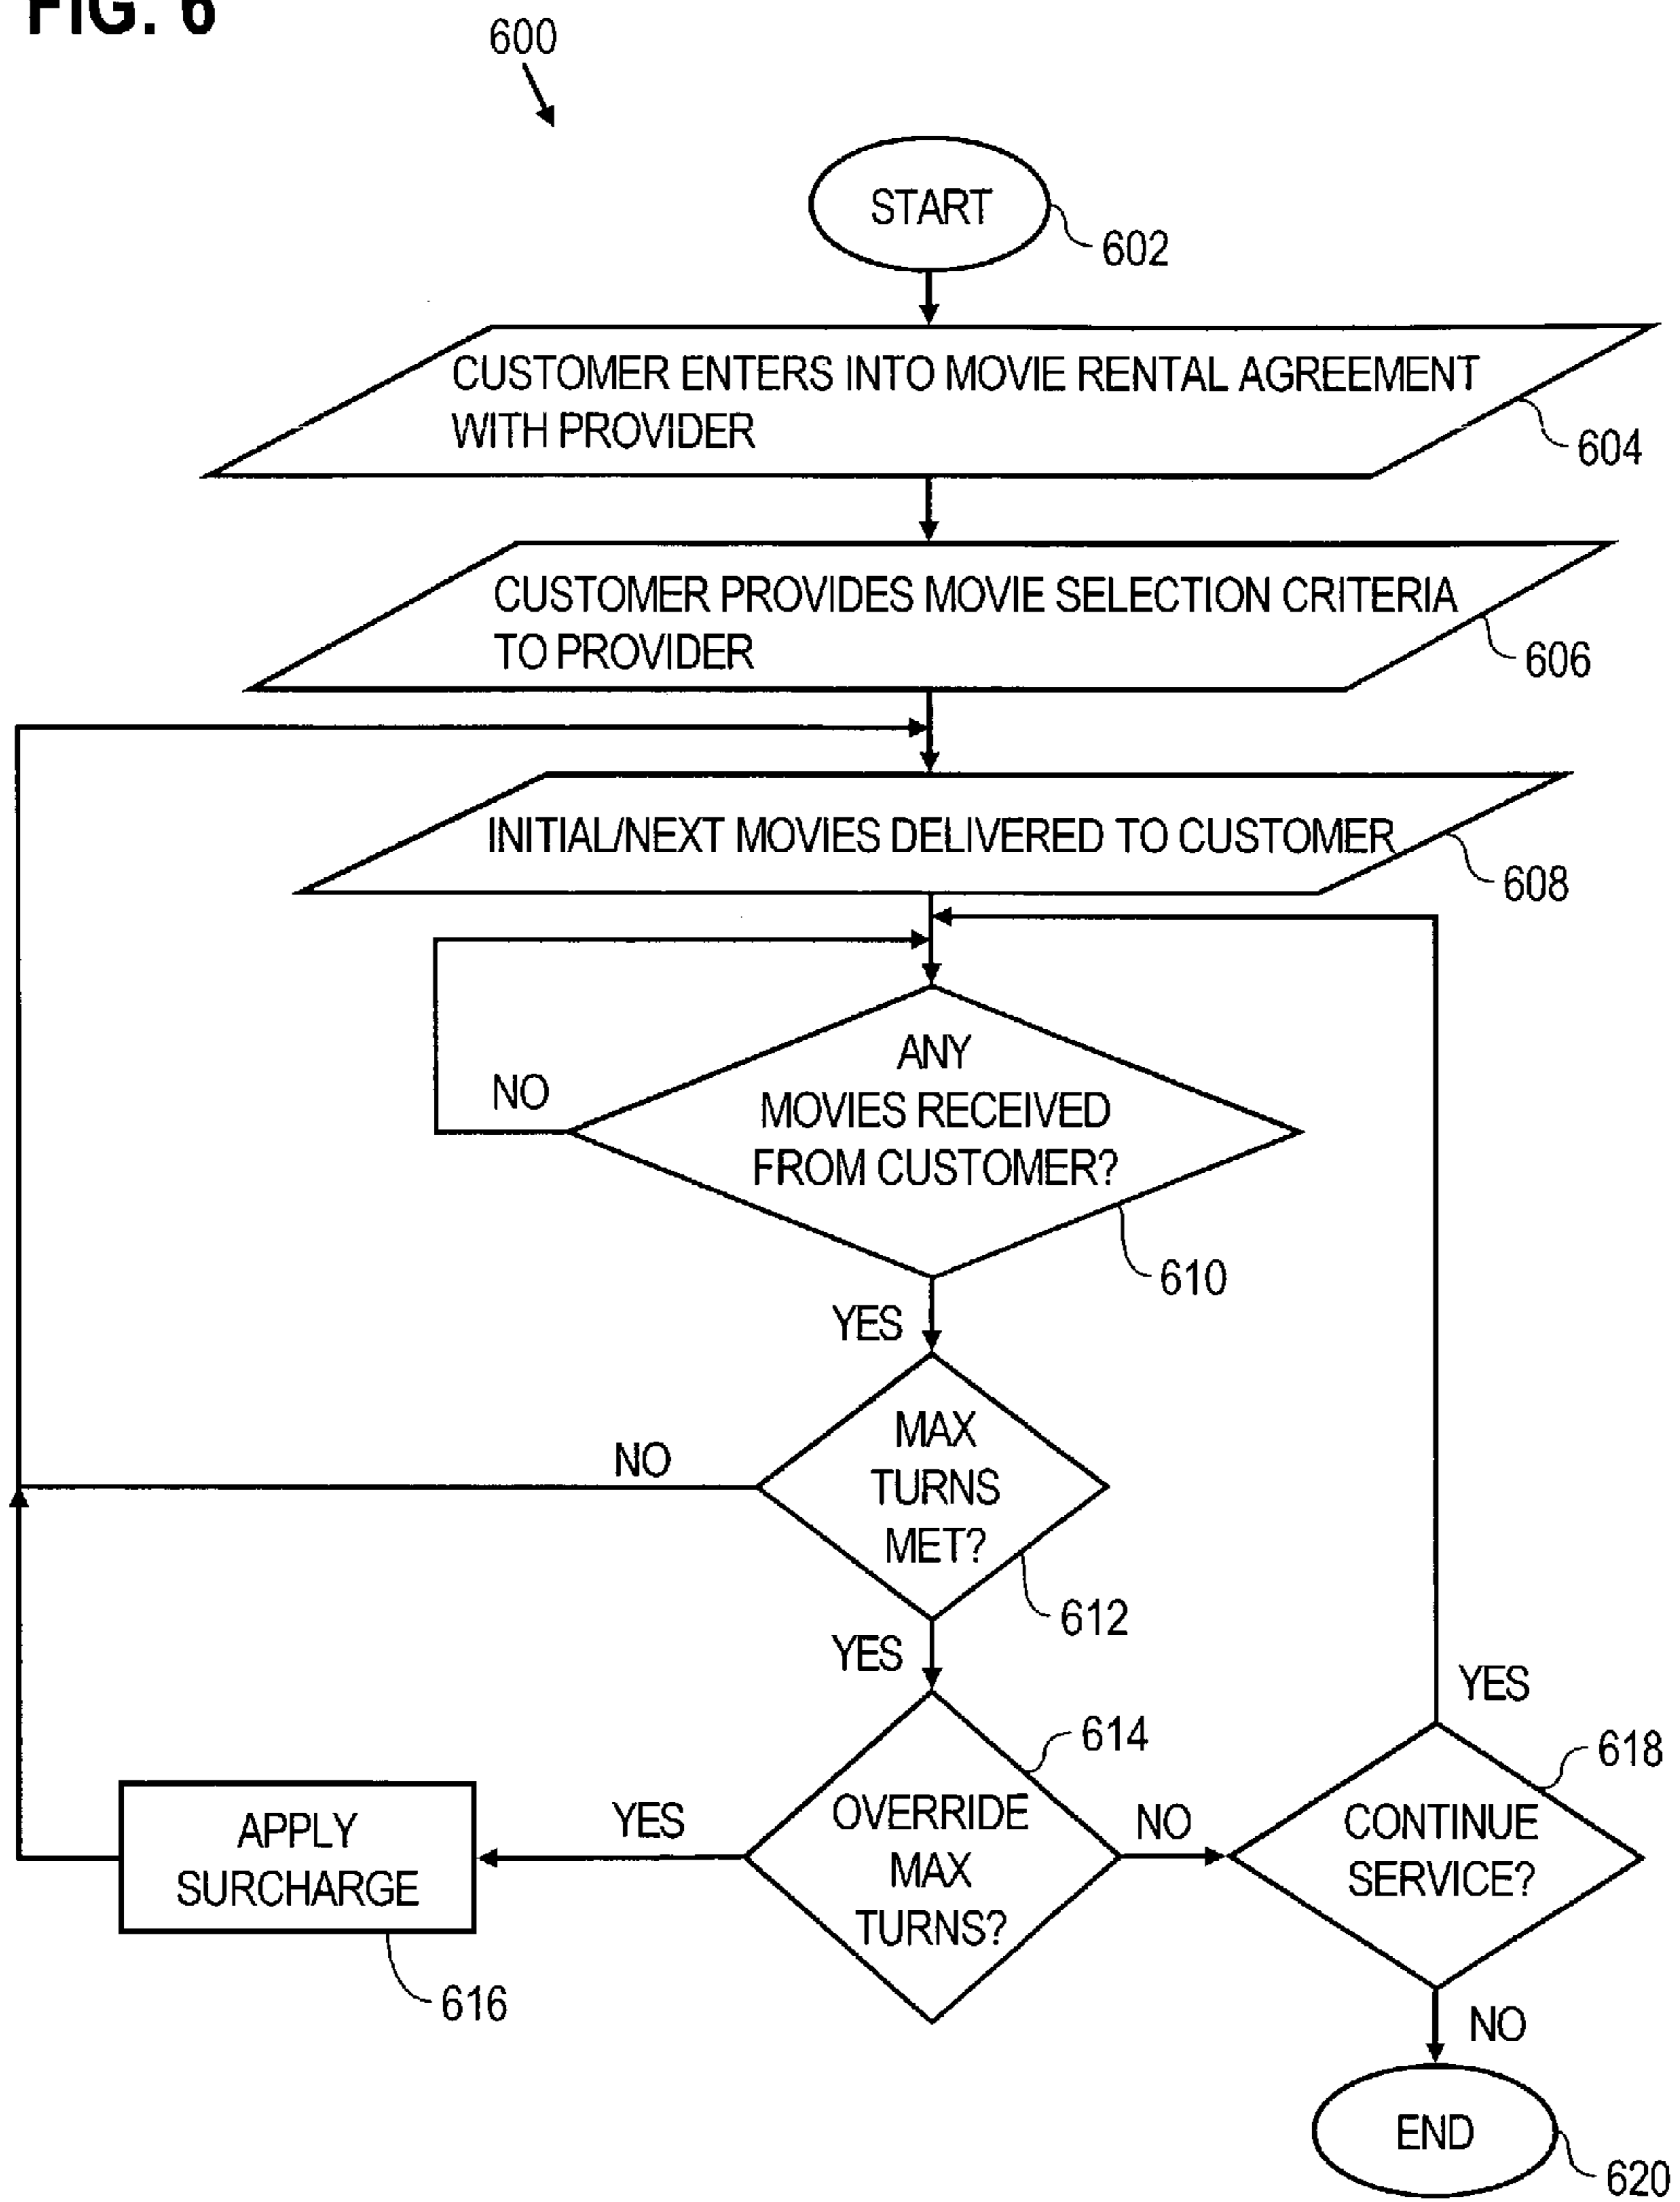 FIG. 6
600
START
602
CUSTOMER ENTERS INTO MOVIE RENTAL AGREEMENT
WITH PROVIDER
604
CUSTOMER PROVIDES MOVIE SELECTION CRITERIA
TO PROVIDER
606
INITIAL/NEXT MOVIES DELIVERED TO CUSTOMER
608
ANY
MOVIES RECEIVED
FROM CUSTOMER?
NO
610
YES
MAX
TURNS
MET?
NO
612
YES
614
OVERRIDE
MAX
TURNS?
YES
APPLY
SURCHARGE
616
NO
YES
618
CONTINUE
SERVICE?
NO
END
620